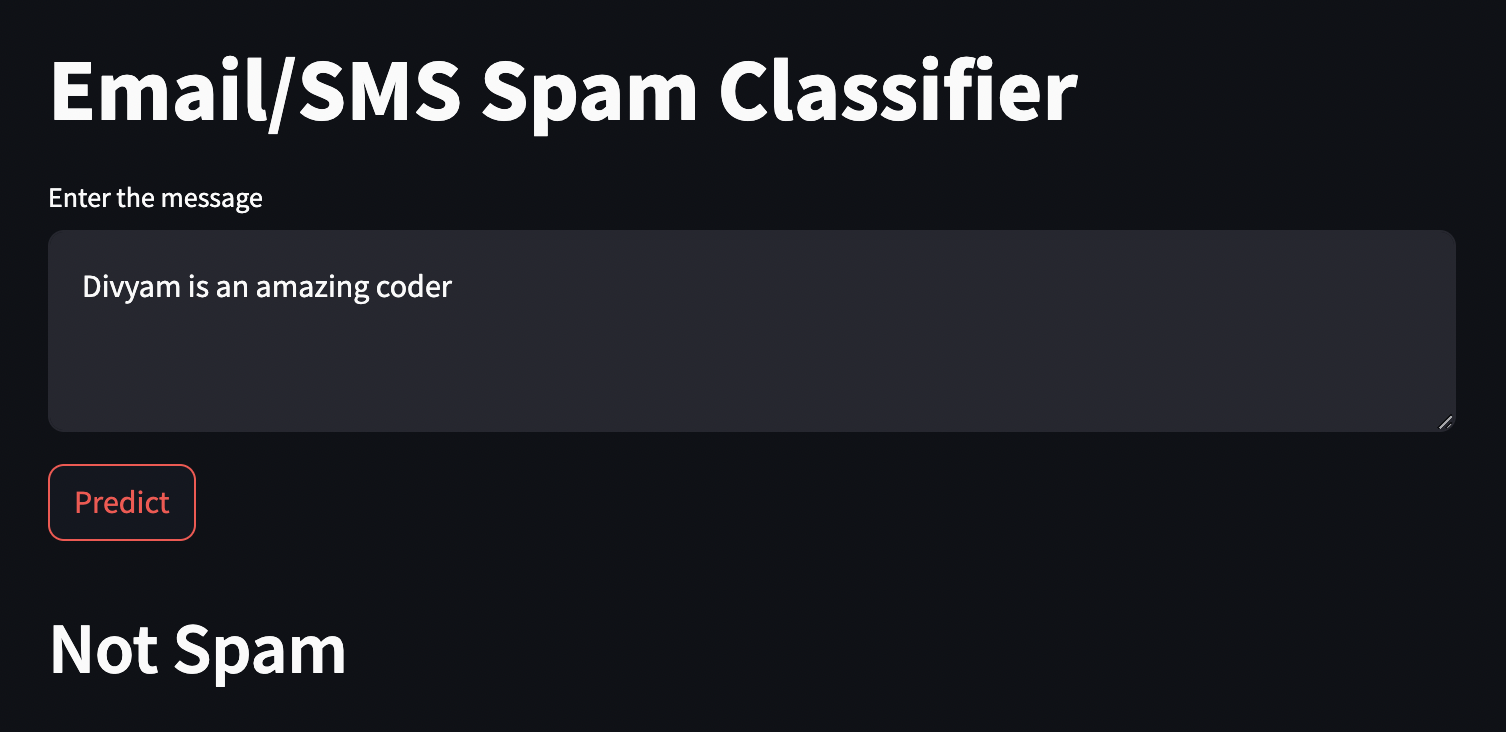 Email/SMS Spam Classifier
Enter the message
Divyam is an amazing coder
Predict
Not Spam